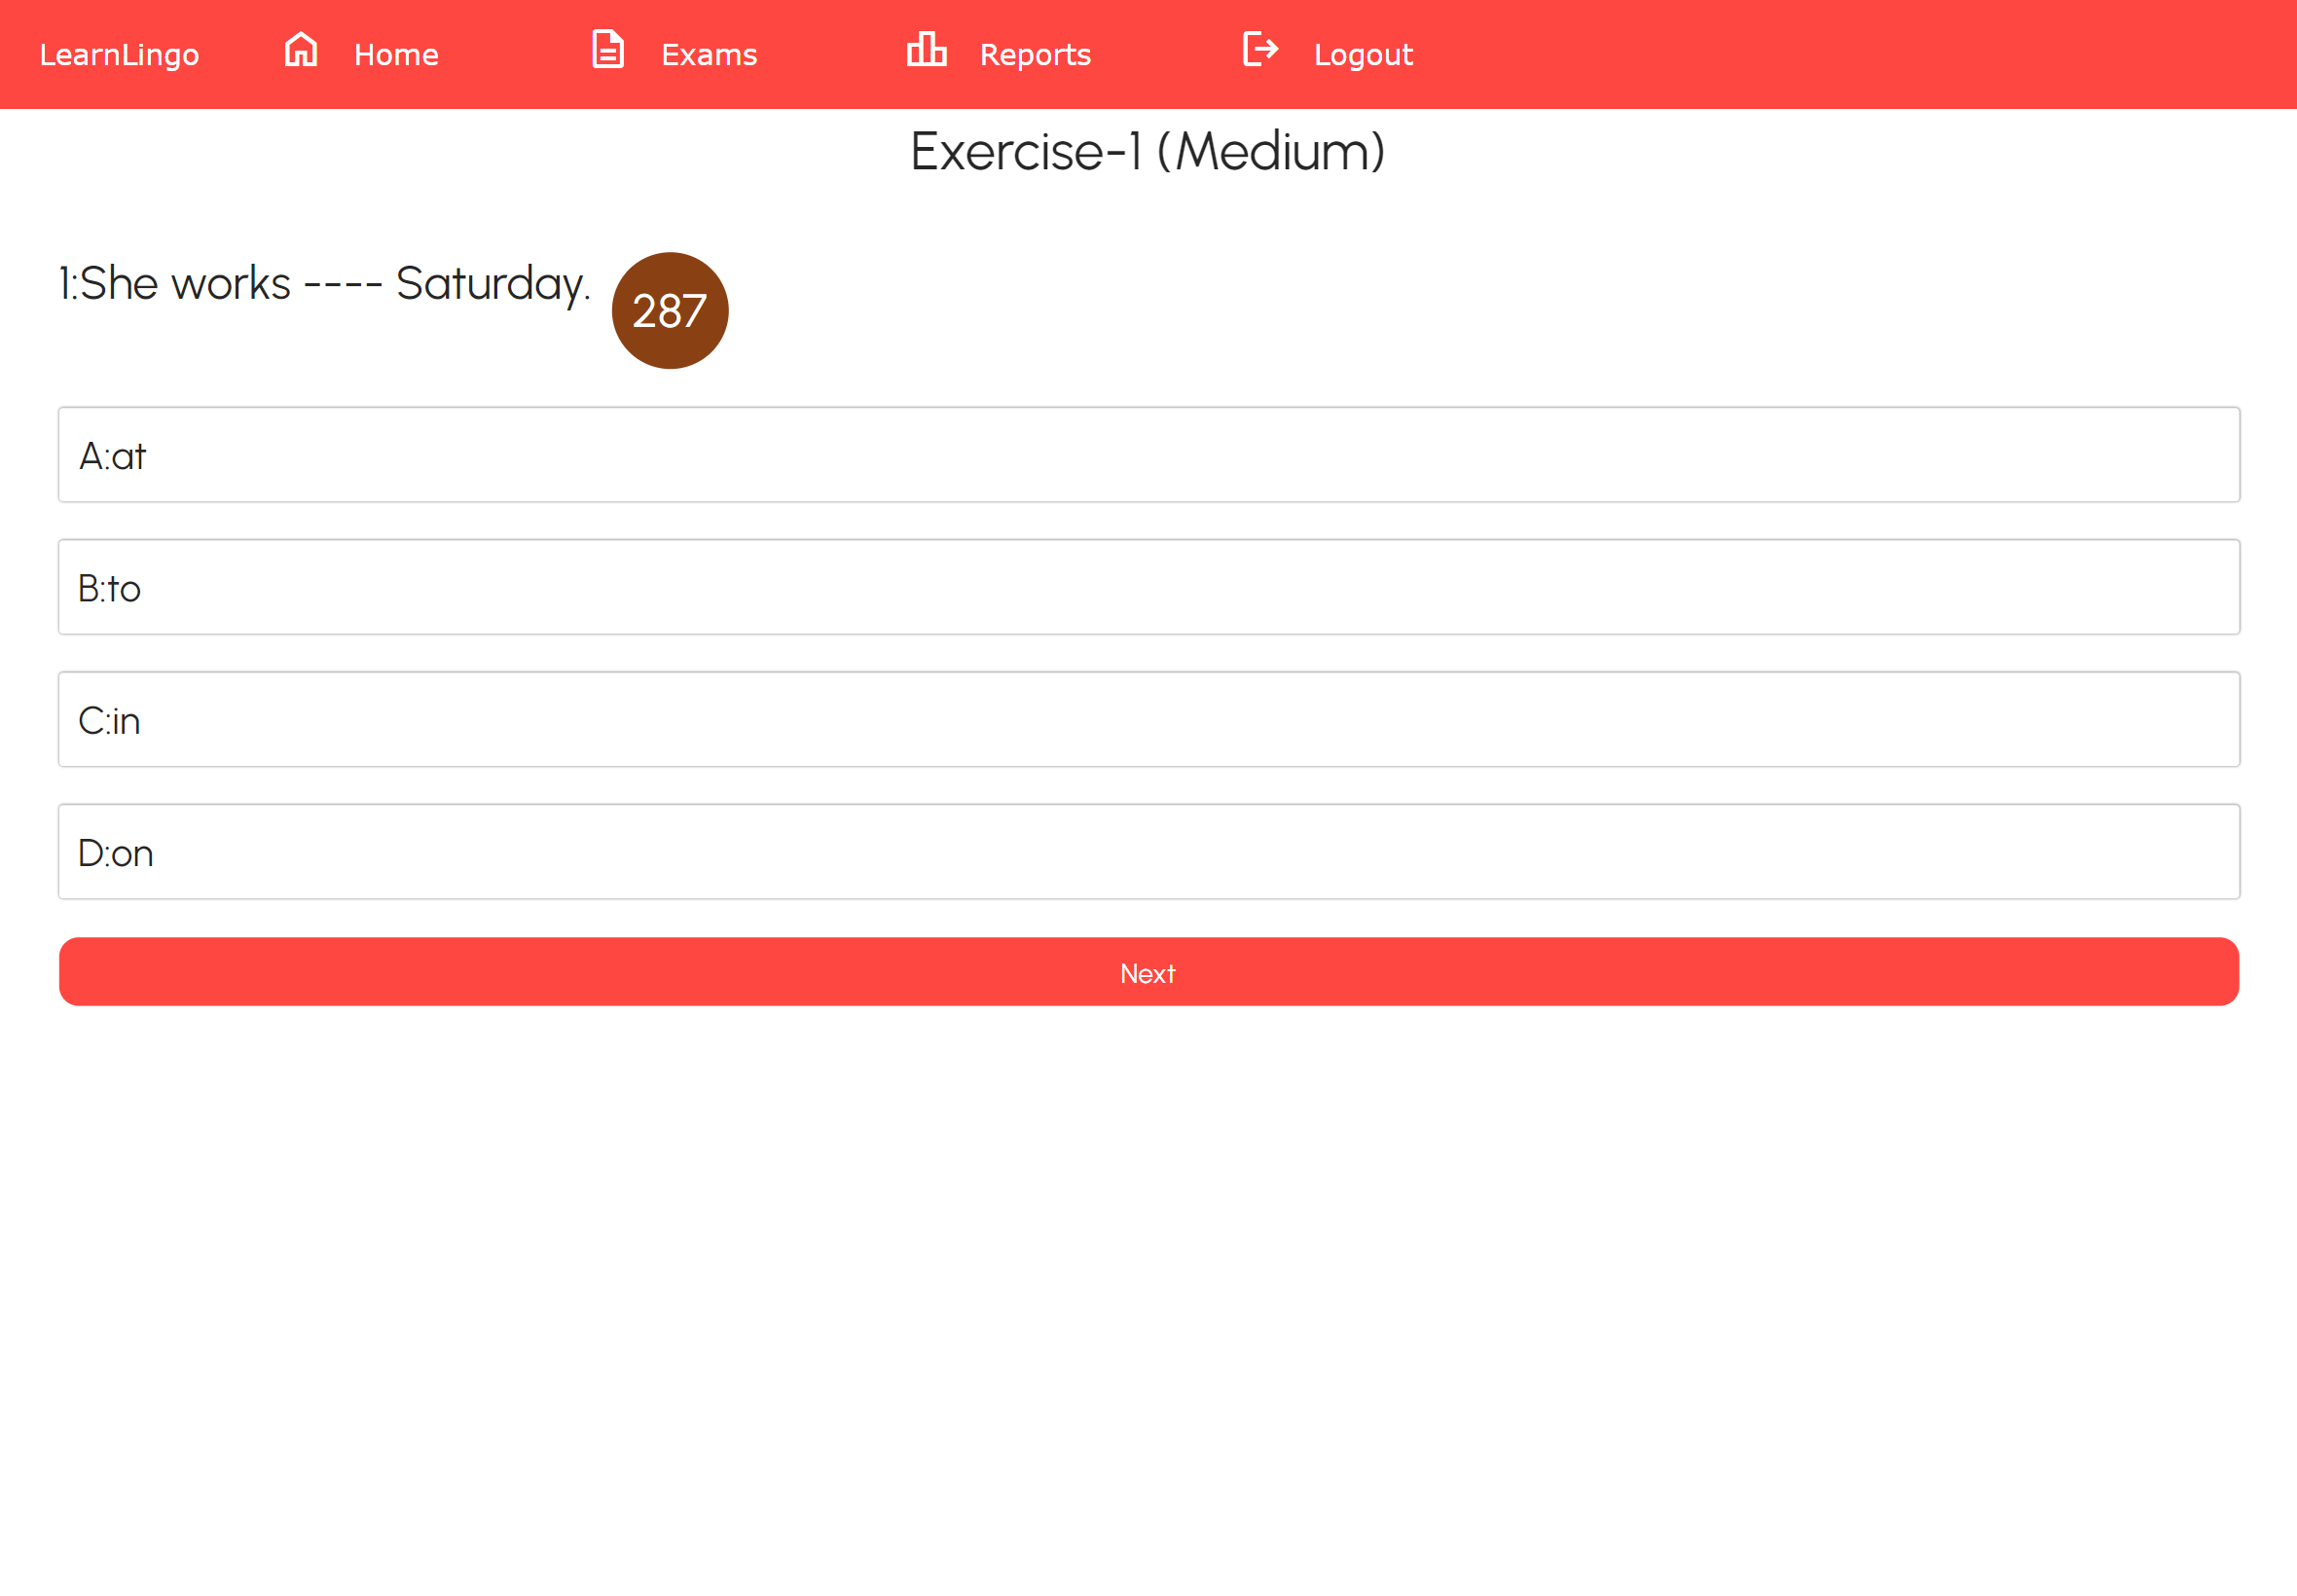 LearnLingo Home Exams Reports Logout
Exercise-1 (Medium)
1:She works ---- Saturday. 287
A:at
B:to
C:in
D:on
Next